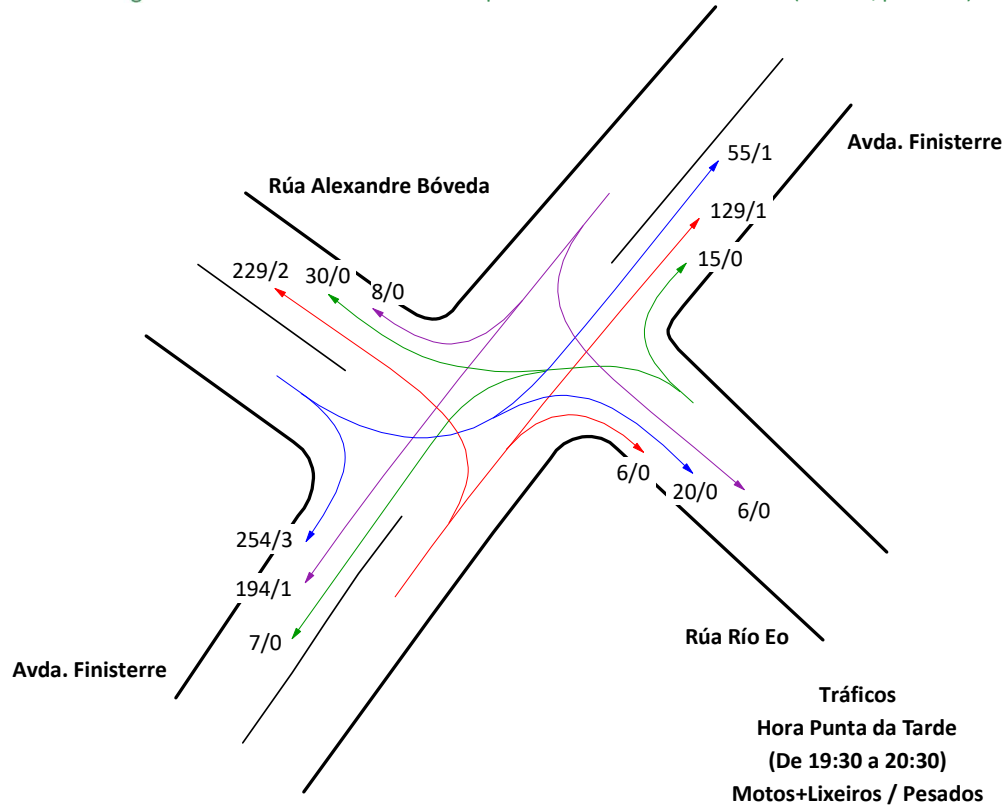 Avda. Finisterre
55/1
129/1
15/0
Rúa Alexandre Bóveda
229/2
30/0
8/0
6/0
20/0
6/0
254/3
194/1
7/0
Avda. Finisterre
Rúa Río Eo
Tráficos
Hora Punta da Tarde
(De 19:30 a 20:30)
Motos+Lixeiros / Pesados